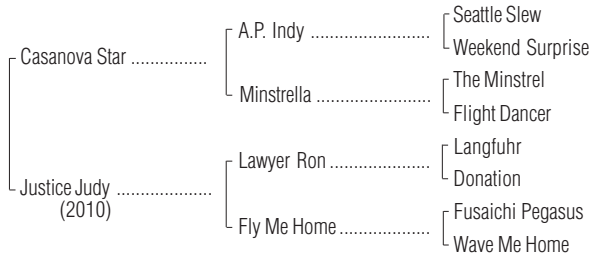 Seattle Slew
A.P. Indy ............................
Weekend Surprise
Casanova Star ................
The Minstrel
Minstrella ...........................
Flight Dancer
Langfuhr
Lawyer Ron .......................
Donation
Justice Judy ....................
(2010)
Fusaichi Pegasus
Fly Me Home .....................
Wave Me Home